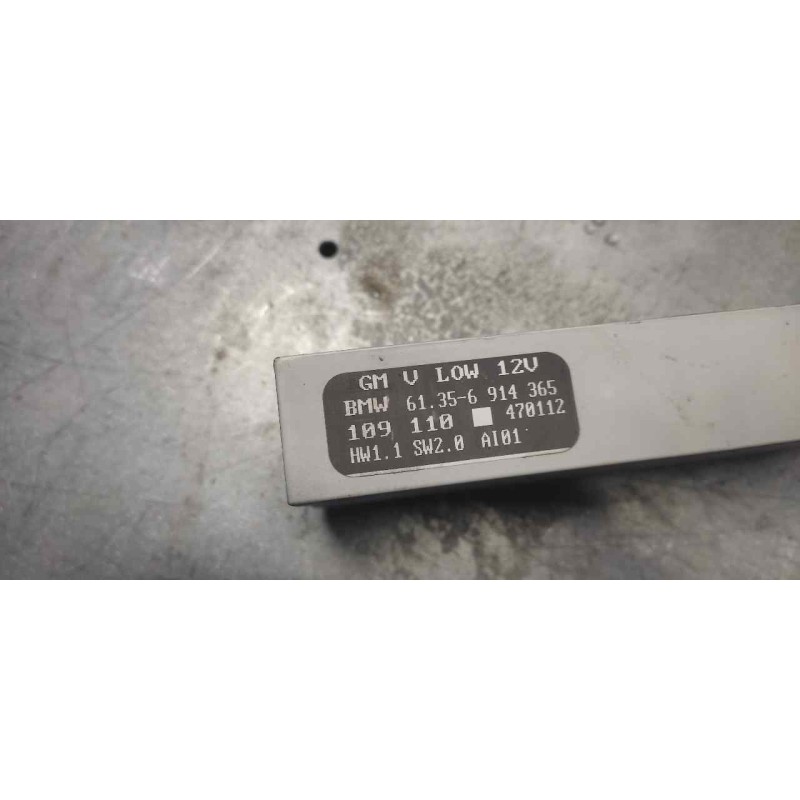 GM V LOW 12V
BMW 61.35-6 914 365
109 110 470112
HW1.1 SW2.0 AI01